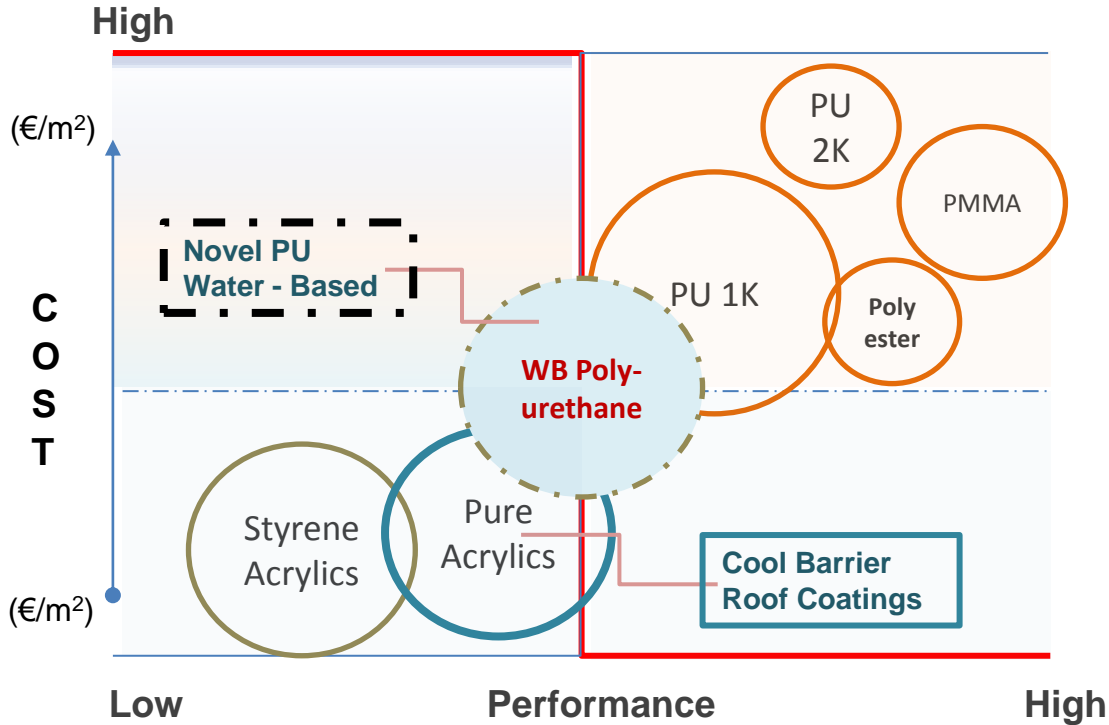 High
(€/m²)
PU
2K
PMMA
Novel PU
Water - Based
PU 1K
Poly
ester
C
O
S
T
WB Poly-
urethane
Styrene
Acrylics
Pure
Acrylics
Cool Barrier
Roof Coatings
(€/m²)
Low
Performance
High